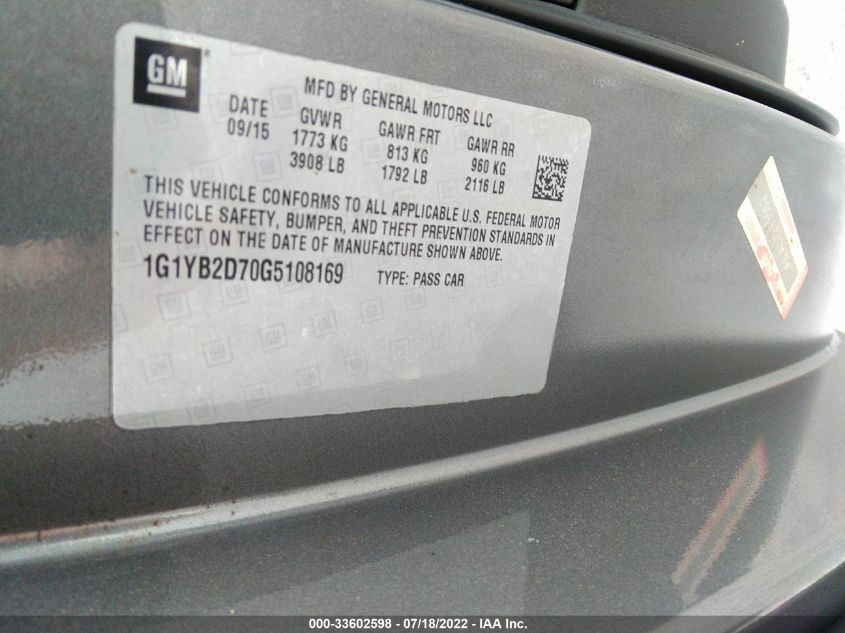 GM
MFD BY GENERAL MOTORS LLC
DATE GVWR GAWR FRT GAWR RR
09/15 1773 KG 813 KG 960 KG
3908 LB 1792 LB 2116 LB
THIS VEHICLE CONFORMS TO ALL APPLICABLE U.S. FEDERAL MOTOR
VEHICLE SAFETY, BUMPER, AND THEFT PREVENTION STANDARDS IN
EFFECT ON THE DATE OF MANUFACTURE SHOWN ABOVE.
1G1YB2D70G5108169 TYPE: PASS CAR
000-33602598 - 07/18/2022 - IAA Inc.